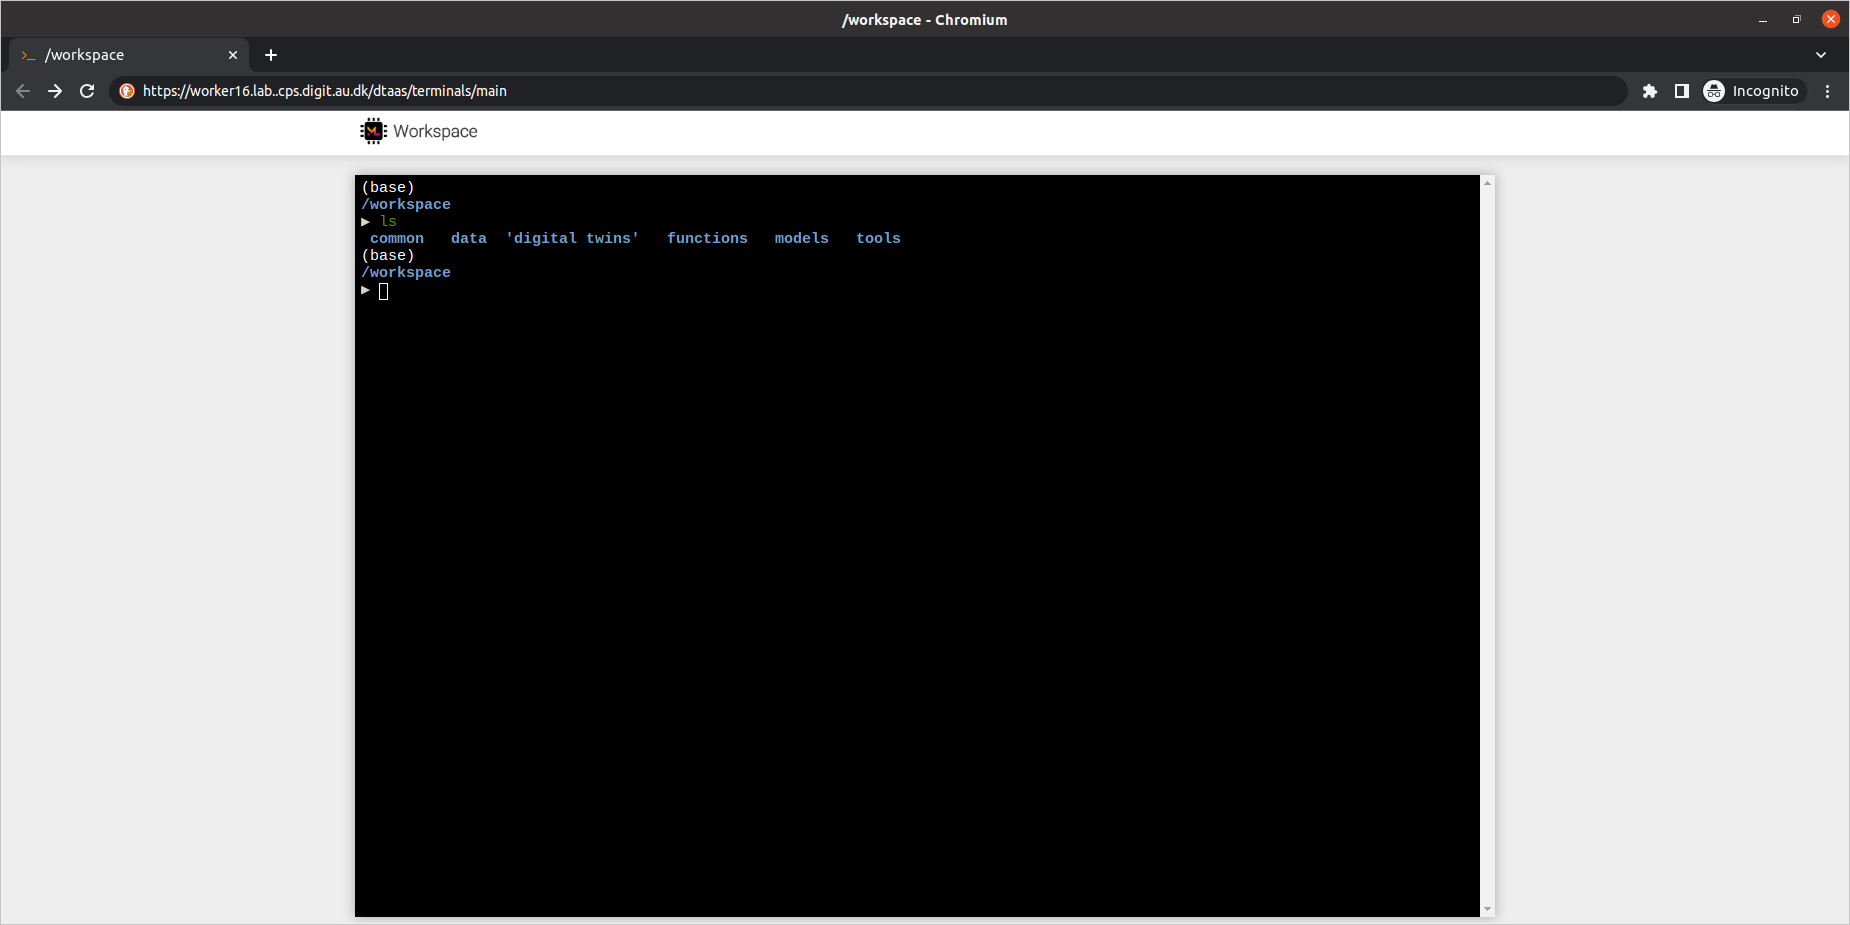 /workspace - Chromium
/workspace
https://worker16.lab..cps.digit.au.dk/dtaas/terminals/main
Incognito
Workspace
(base)
/workspace
▶ ls
common   data  'digital twins'   functions   models   tools
(base)
/workspace
▶